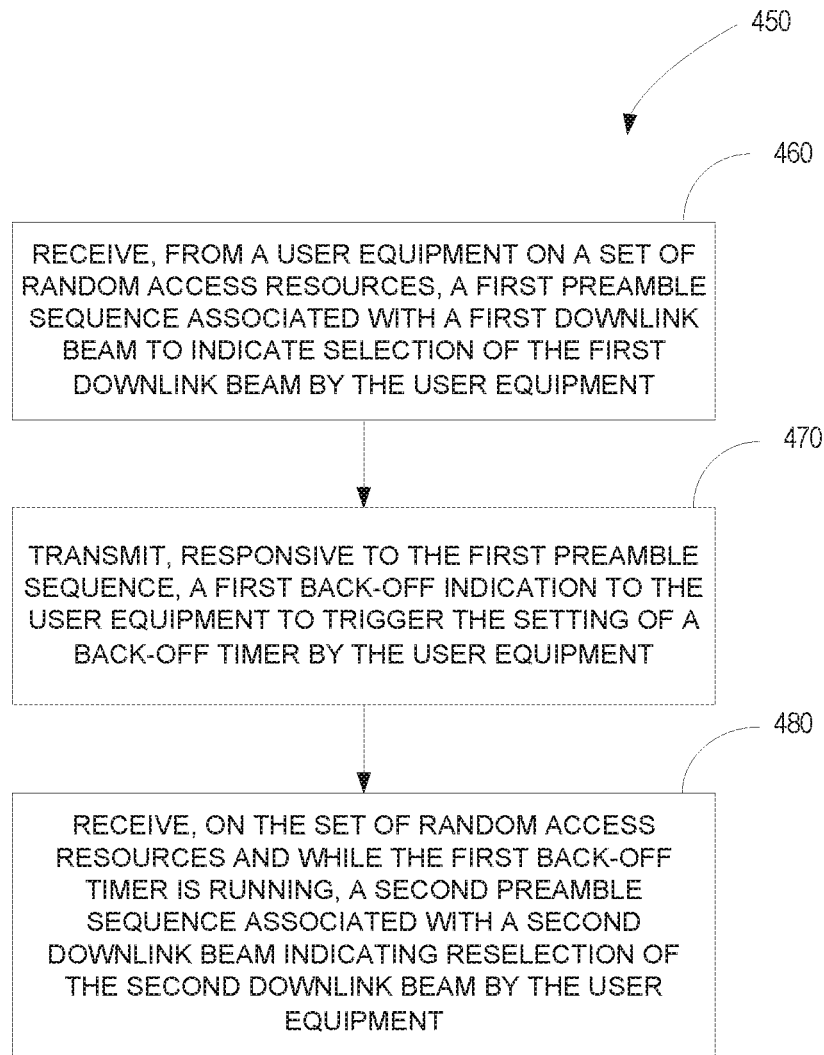 450
460
RECEIVE, FROM A USER EQUIPMENT ON A SET OF
RANDOM ACCESS RESOURCES, A FIRST PREAMBLE
SEQUENCE ASSOCIATED WITH A FIRST DOWNLINK
BEAM TO INDICATE SELECTION OF THE FIRST
DOWNLINK BEAM BY THE USER EQUIPMENT
470
TRANSMIT, RESPONSIVE TO THE FIRST PREAMBLE
SEQUENCE, A FIRST BACK-OFF INDICATION TO THE
USER EQUIPMENT TO TRIGGER THE SETTING OF A
BACK-OFF TIMER BY THE USER EQUIPMENT
480
RECEIVE, ON THE SET OF RANDOM ACCESS
RESOURCES AND WHILE THE FIRST BACK-OFF
TIMER IS RUNNING, A SECOND PREAMBLE
SEQUENCE ASSOCIATED WITH A SECOND
DOWNLINK BEAM INDICATING RESELECTION OF
THE SECOND DOWNLINK BEAM BY THE USER
EQUIPMENT